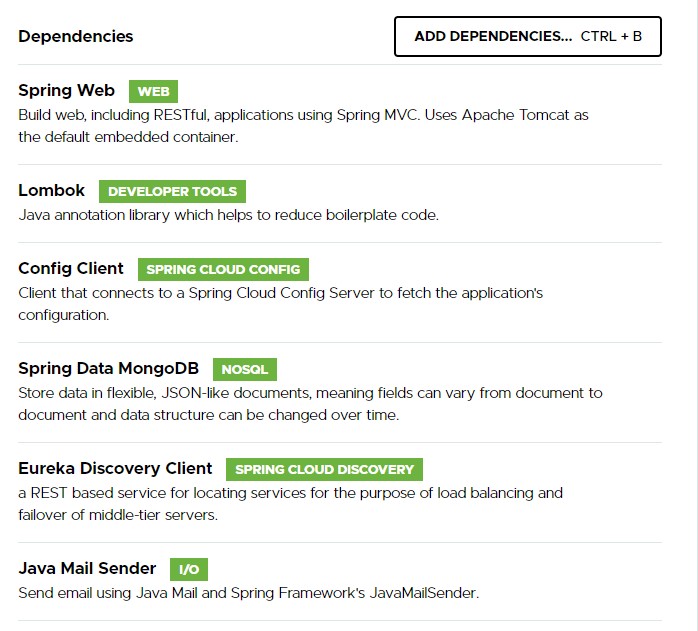 Dependencies ADD DEPENDENCIES... CTRL + B
Spring Web WEB
Build web, including RESTful, applications using Spring MVC. Uses Apache Tomcat as
the default embedded container.
Lombok DEVELOPER TOOLS
Java annotation library which helps to reduce boilerplate code.
Config Client SPRING CLOUD CONFIG
Client that connects to a Spring Cloud Config Server to fetch the application's
configuration.
Spring Data MongoDB NOSQL
Store data in flexible, JSON-like documents, meaning fields can vary from document to
document and data structure can be changed over time.
Eureka Discovery Client SPRING CLOUD DISCOVERY
a REST based service for locating services for the purpose of load balancing and
failover of middle-tier servers.
Java Mail Sender I/O
Send email using Java Mail and Spring Framework's JavaMailSender.